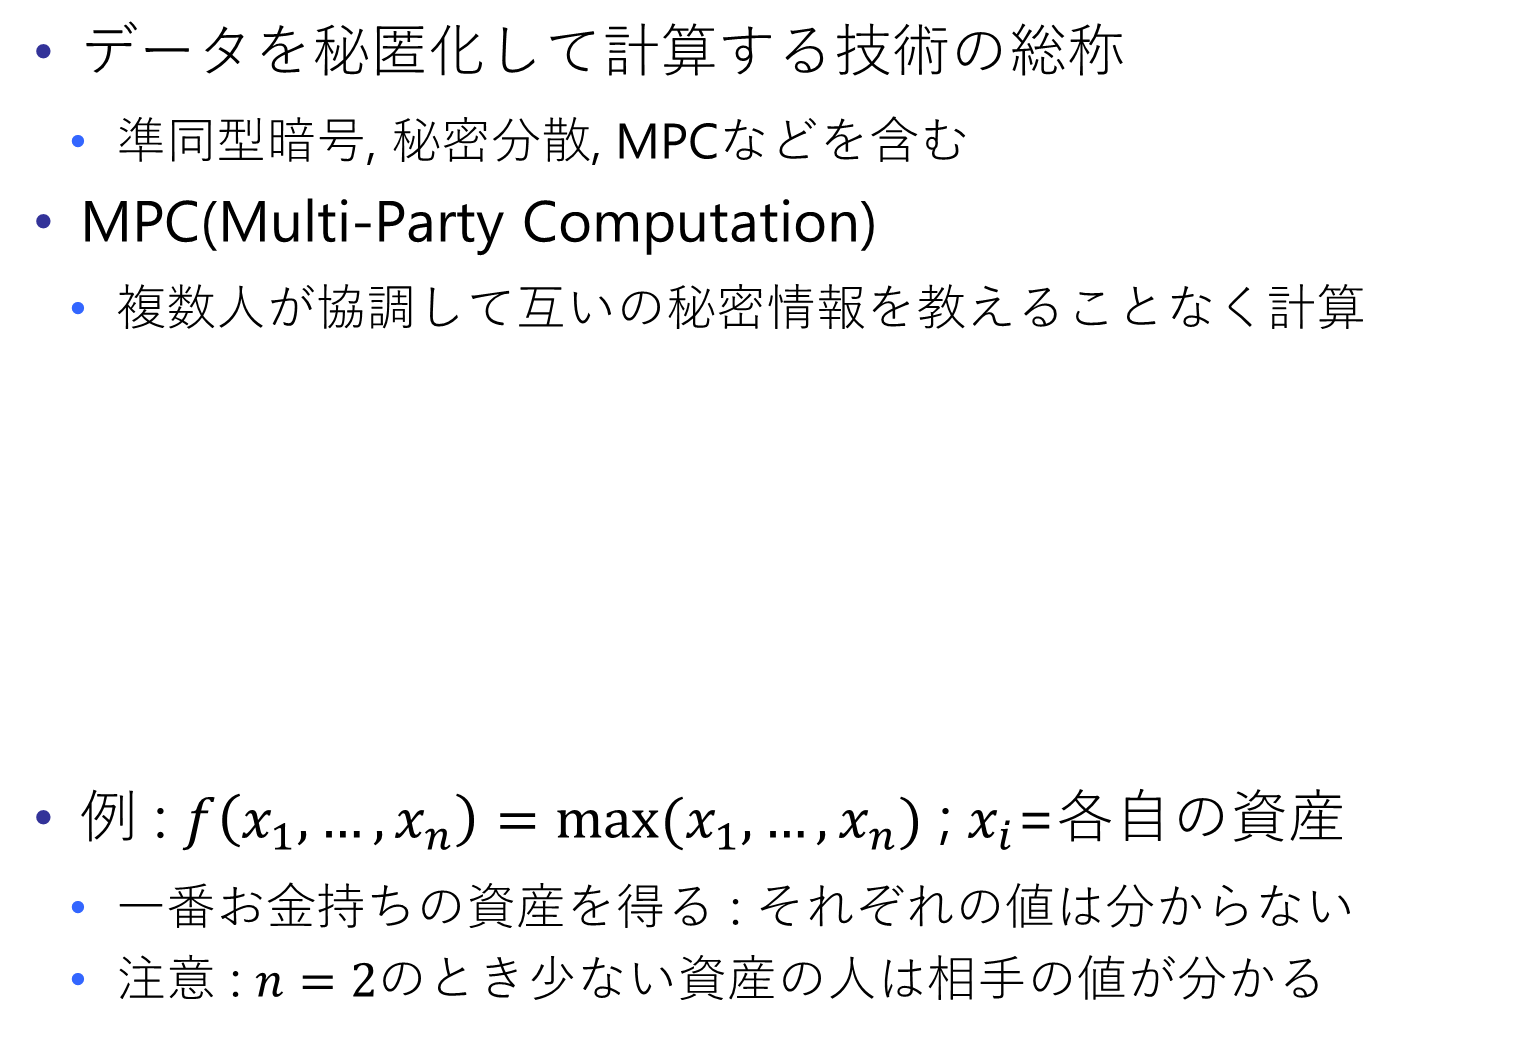 • データを秘匿化して計算する技術の総称
• 準同型暗号, 秘密分散, MPCなどを含む
• MPC(Multi-Party Computation)
• 複数人が協調して互いの秘密情報を教えることなく計算
• 例 : f(x₁, … , xₙ) = max(x₁, … , xₙ) ; xᵢ=各自の資産
• 一番お金持ちの資産を得る : それぞれの値は分からない
• 注意 : n = 2のとき少ない資産の人は相手の値が分かる